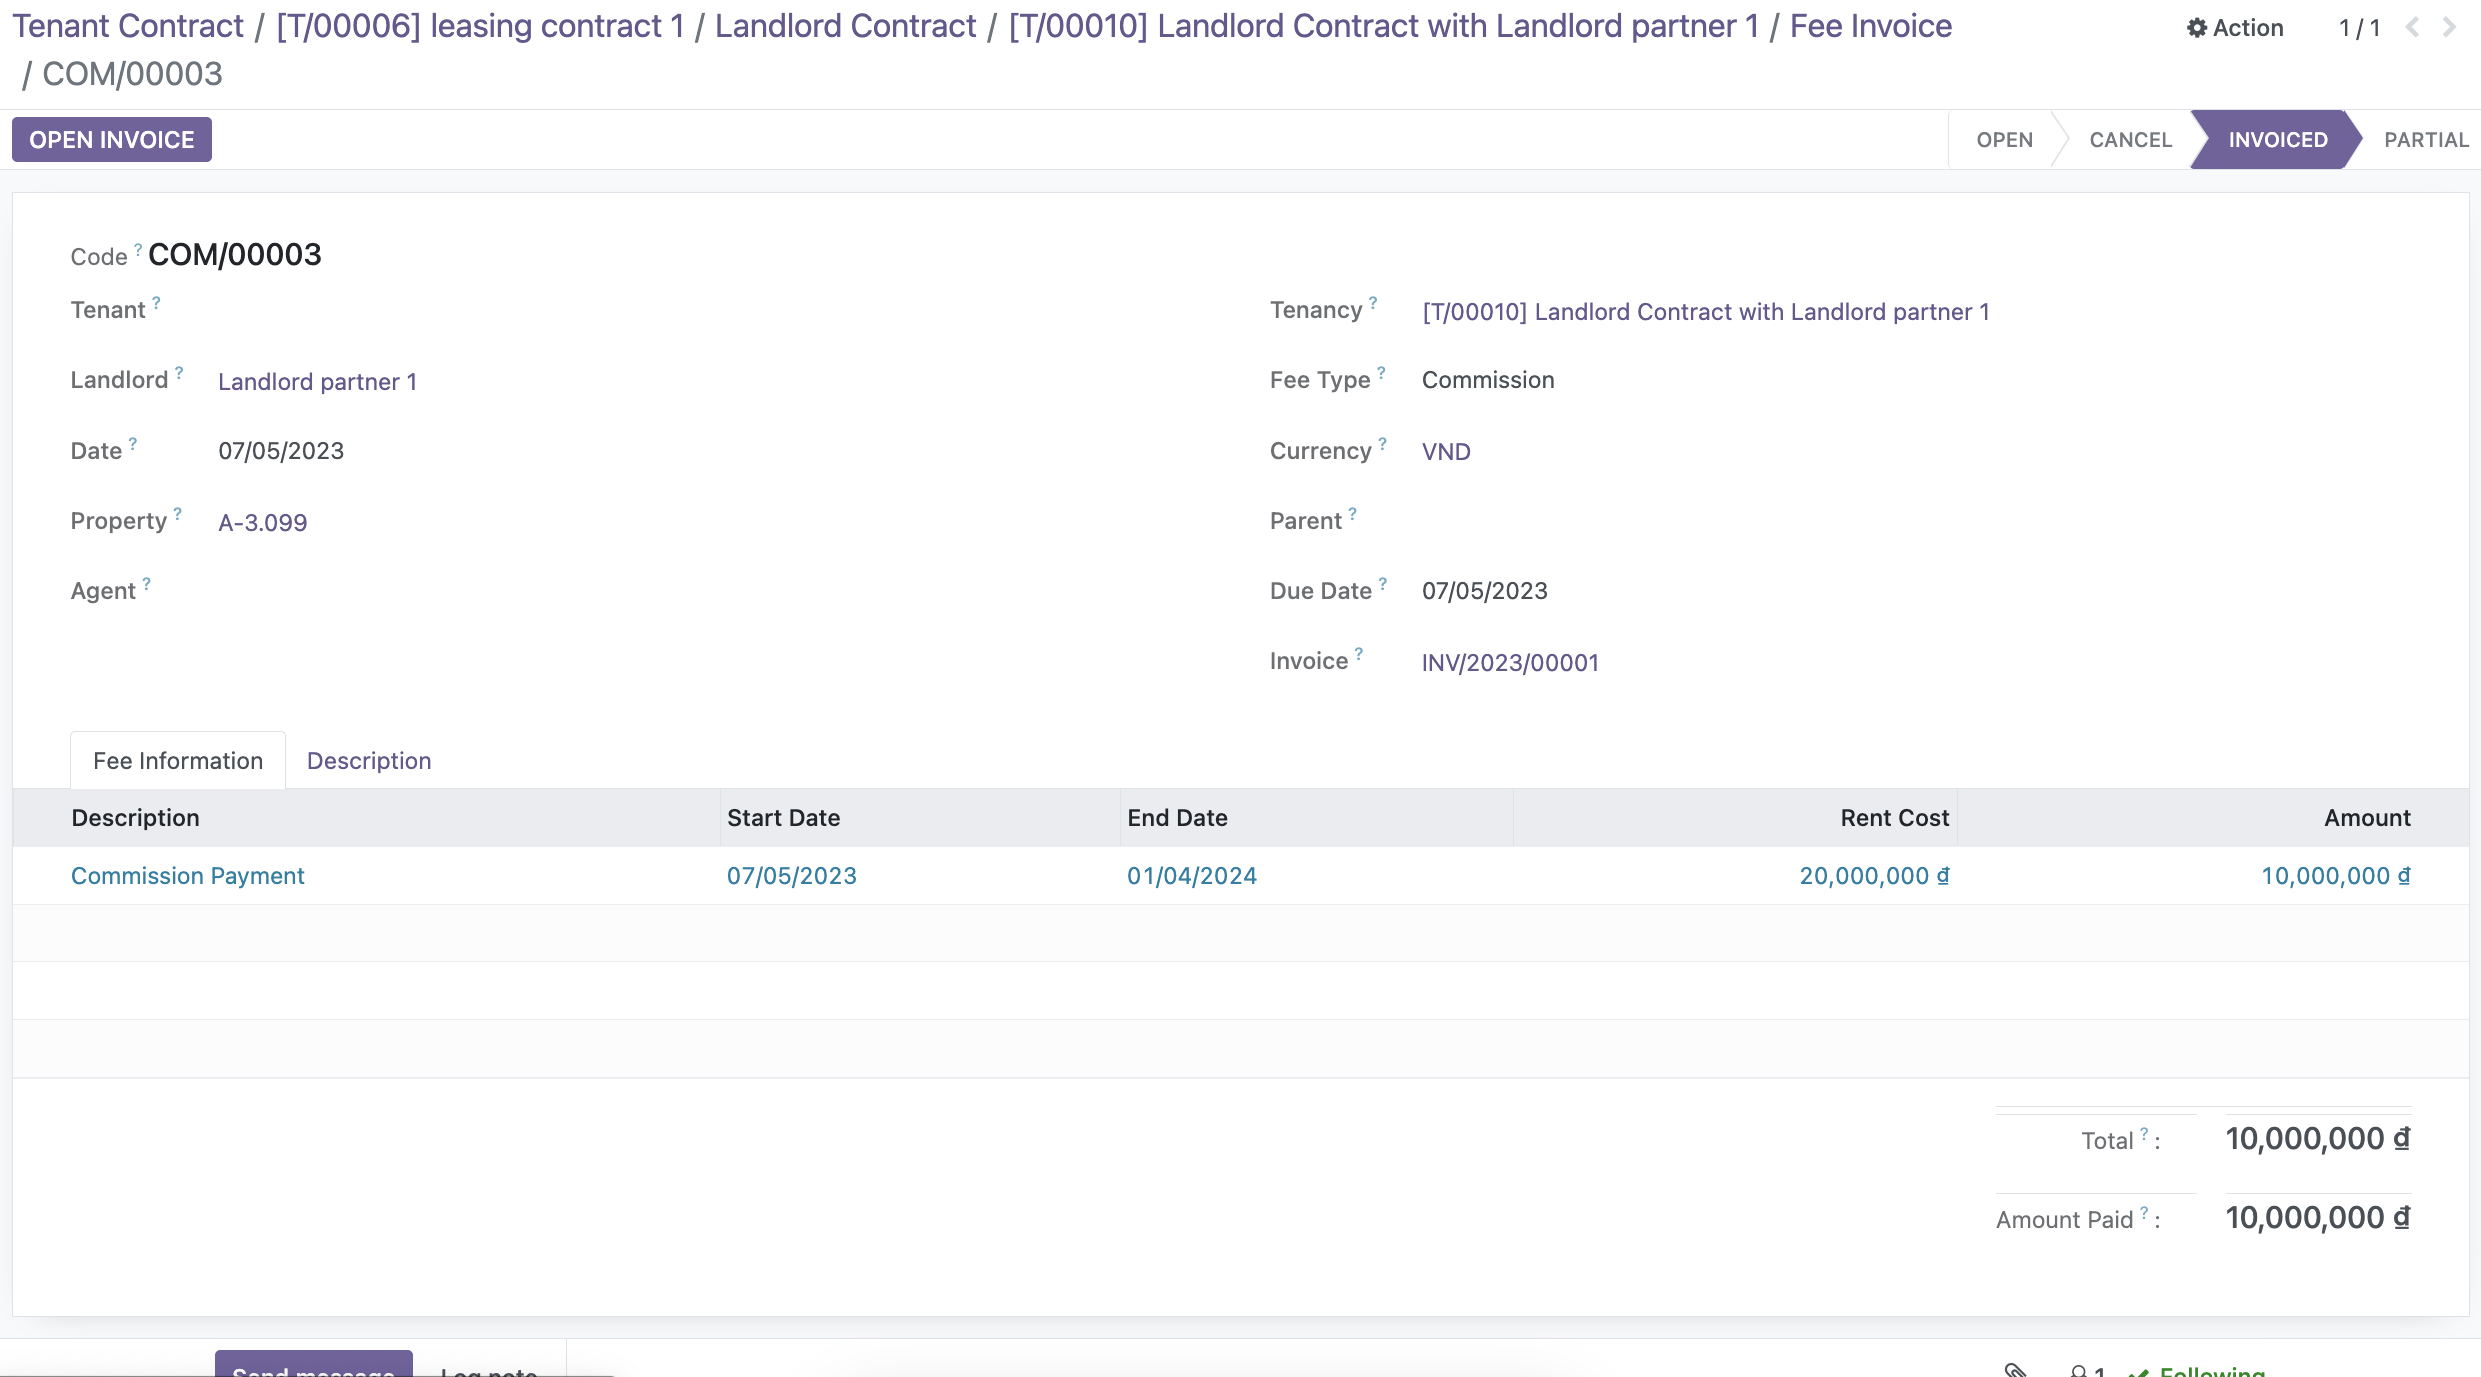 Tenant Contract / [T/00006] leasing contract 1 / Landlord Contract / [T/00010] Landlord Contract with Landlord partner 1 / Fee Invoice
/ COM/00003
Action 1 / 1
OPEN INVOICE
OPEN CANCEL INVOICED PARTIAL
Code ? COM/00003
Tenant ?
Tenancy ? [T/00010] Landlord Contract with Landlord partner 1
Landlord ? Landlord partner 1
Fee Type ? Commission
Date ? 07/05/2023
Currency ? VND
Property ? A-3.099
Parent ?
Agent ?
Due Date ? 07/05/2023
Invoice ? INV/2023/00001
Fee Information Description
Description Start Date End Date Rent Cost Amount
Commission Payment 07/05/2023 01/04/2024 20,000,000 ₫ 10,000,000 ₫
Total ? : 10,000,000 ₫
Amount Paid ? : 10,000,000 ₫
Send message Log note 1 Following